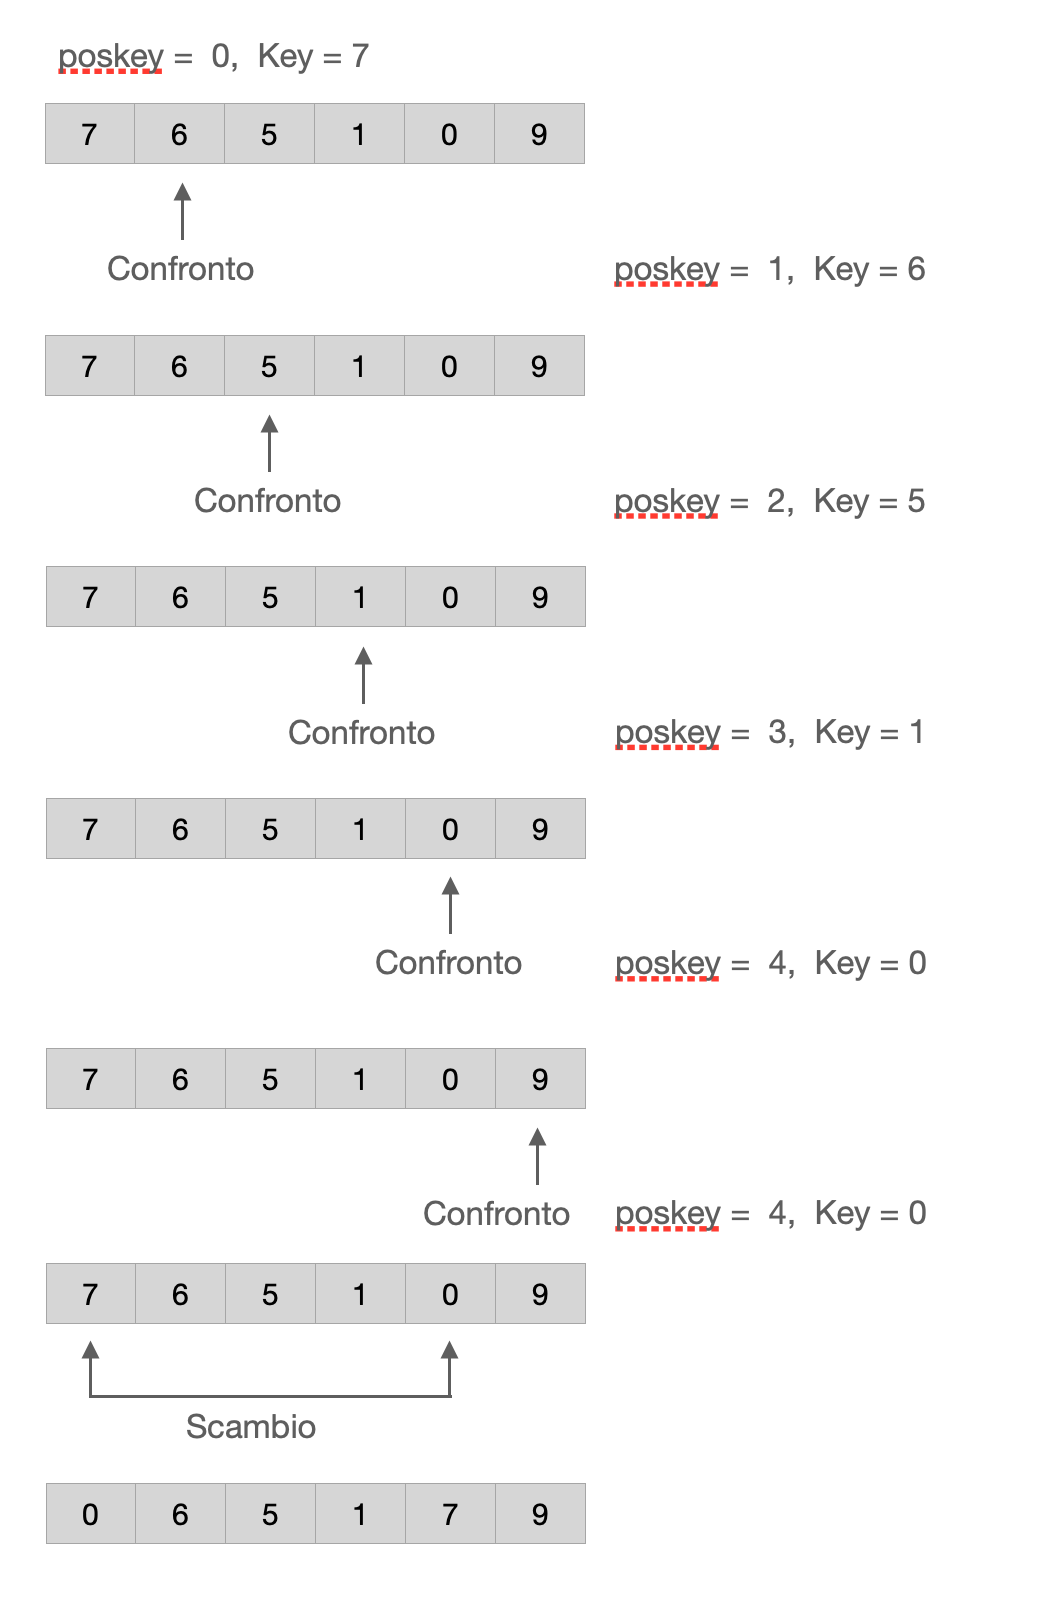 poskey = 0, Key = 7
7 6 5 1 0 9
Confronto
poskey = 1, Key = 6
7 6 5 1 0 9
Confronto
poskey = 2, Key = 5
7 6 5 1 0 9
Confronto
poskey = 3, Key = 1
7 6 5 1 0 9
Confronto
poskey = 4, Key = 0
7 6 5 1 0 9
Confronto
poskey = 4, Key = 0
7 6 5 1 0 9
Scambio
0 6 5 1 7 9